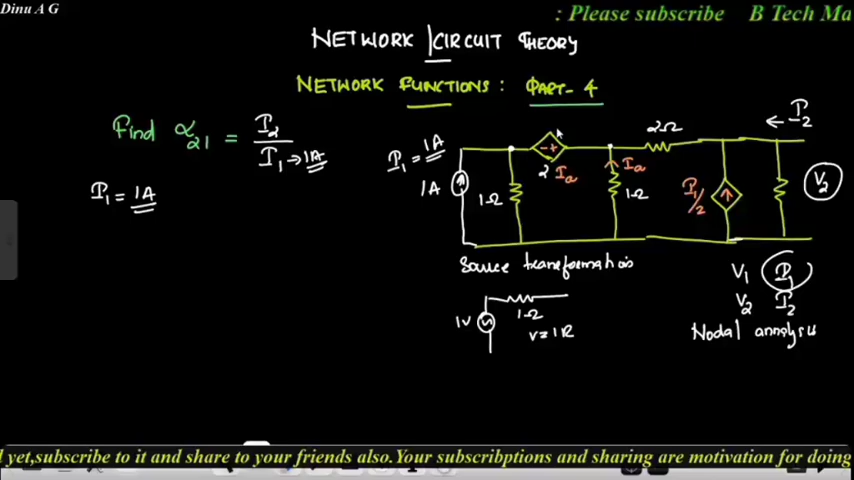 Dinu A G
: Please subscribe B Tech Ma
NETWORK | CIRCUIT THEORY
NETWORK FUNCTIONS : PART-4
Find α21 = I2 / I1 → 1A
I1 = 1A
I1 = 1A
1A
1Ω
- +
2 Ia
Ia
1Ω
2Ω
I1/2
I2
V2
Source transformation
V1 I1
V2 I2
Nodal analysis
1V
1Ω
d yet,subscribe to it and share to your friends also.Your subscribptions and sharing are motivation for doing